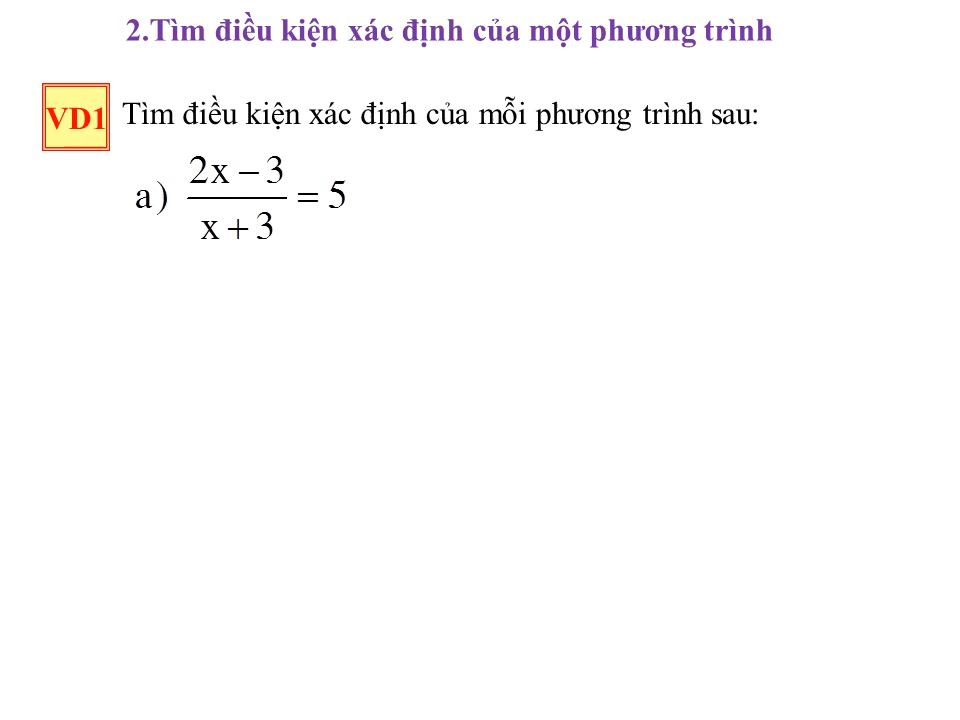 2.Tìm điều kiện xác định của một phương trình
VD1 Tìm điều kiện xác định của mỗi phương trình sau:
a) \frac{2x - 3}{x + 3} = 5